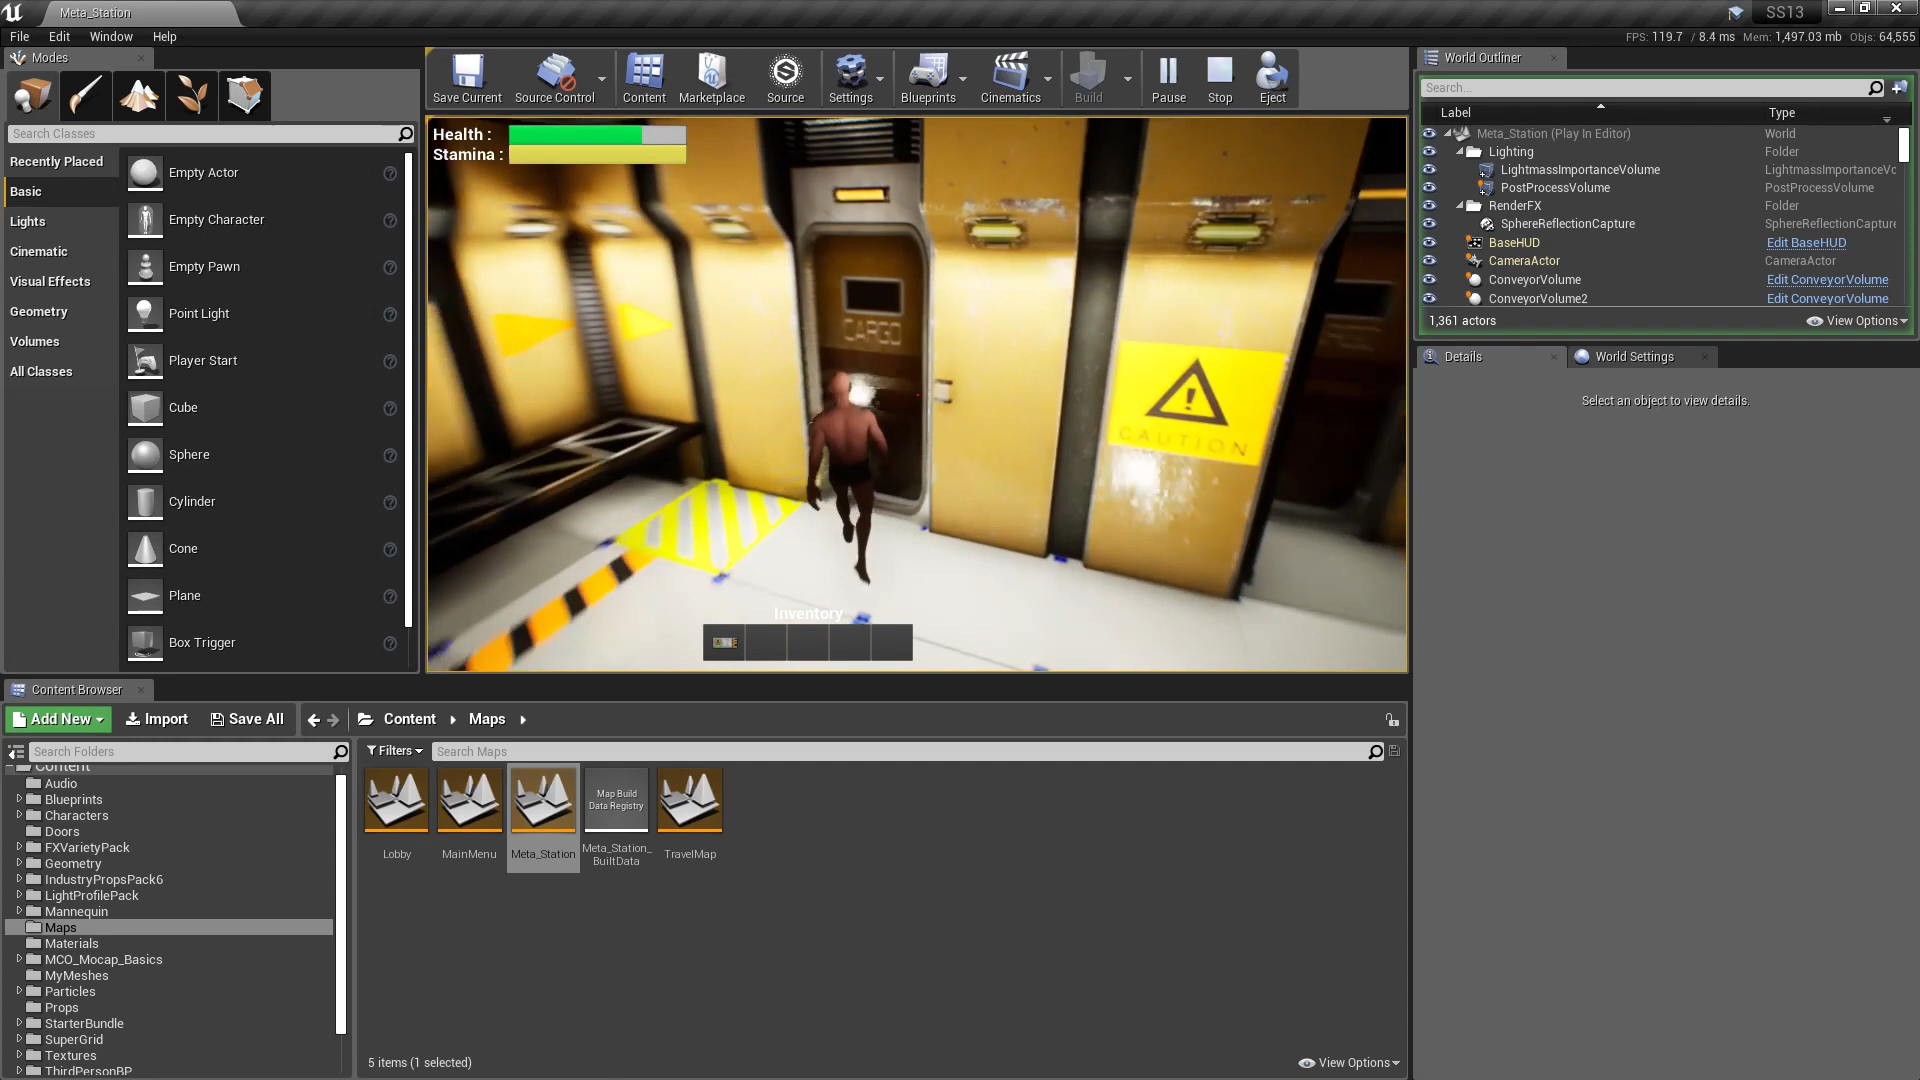 Meta_Station
SS13
File Edit Window Help
FPS: 119.7 / 8.4 ms Mem: 1,497.03 mb Objs: 64,555
Modes
Search Classes
Recently Placed
Basic
Lights
Cinematic
Visual Effects
Geometry
Volumes
All Classes
Empty Actor
Empty Character
Empty Pawn
Point Light
Player Start
Cube
Sphere
Cylinder
Cone
Plane
Box Trigger
Save Current Source Control Content Marketplace Source Settings Blueprints Cinematics Build Pause Stop Eject
Health :
Stamina :
CARGO
CAUTION
Inventory
World Outliner
Search...
Label Type
Meta_Station (Play In Editor) World
Lighting Folder
LightmassImportanceVolume LightmassImportanceVc
PostProcessVolume PostProcessVolume
RenderFX Folder
SphereReflectionCapture SphereReflectionCapture
BaseHUD Edit BaseHUD
CameraActor CameraActor
ConveyorVolume Edit ConveyorVolume
ConveyorVolume2 Edit ConveyorVolume
1,361 actors View Options
Details World Settings
Select an object to view details.
Content Browser
Add New Import Save All Content Maps
Search Folders
Content
Audio
Blueprints
Characters
Doors
FXVarietyPack
Geometry
IndustryPropsPack6
LightProfilePack
Mannequin
Maps
Materials
MCO_Mocap_Basics
MyMeshes
Particles
Props
StarterBundle
SuperGrid
Textures
ThirdPersonBP
Filters Search Maps
Map Build
Data Registry
Lobby MainMenu Meta_Station Meta_Station_
BuiltData TravelMap
5 items (1 selected) View Options